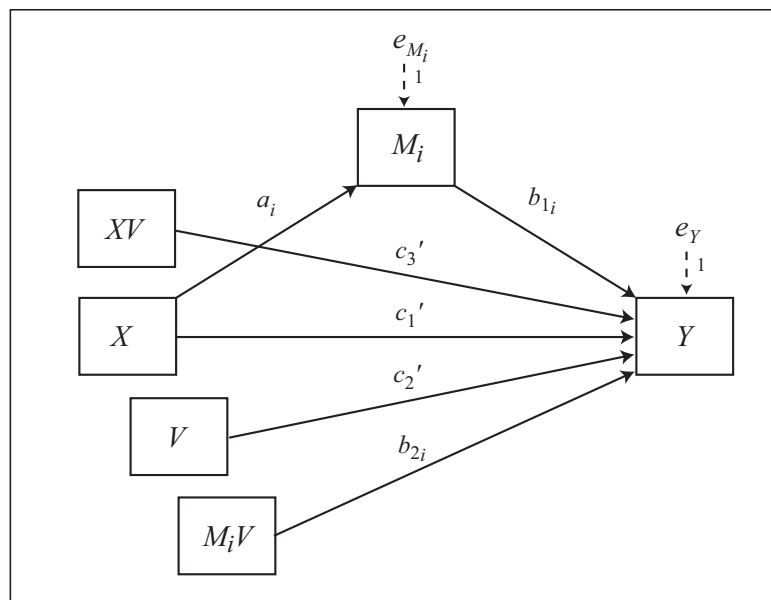 e_{M_i}
1
M_i
a_i
b_{1_i}
XV
e_Y
1
c_3′
X
c_1′
Y
c_2′
V
b_{2_i}
M_iV